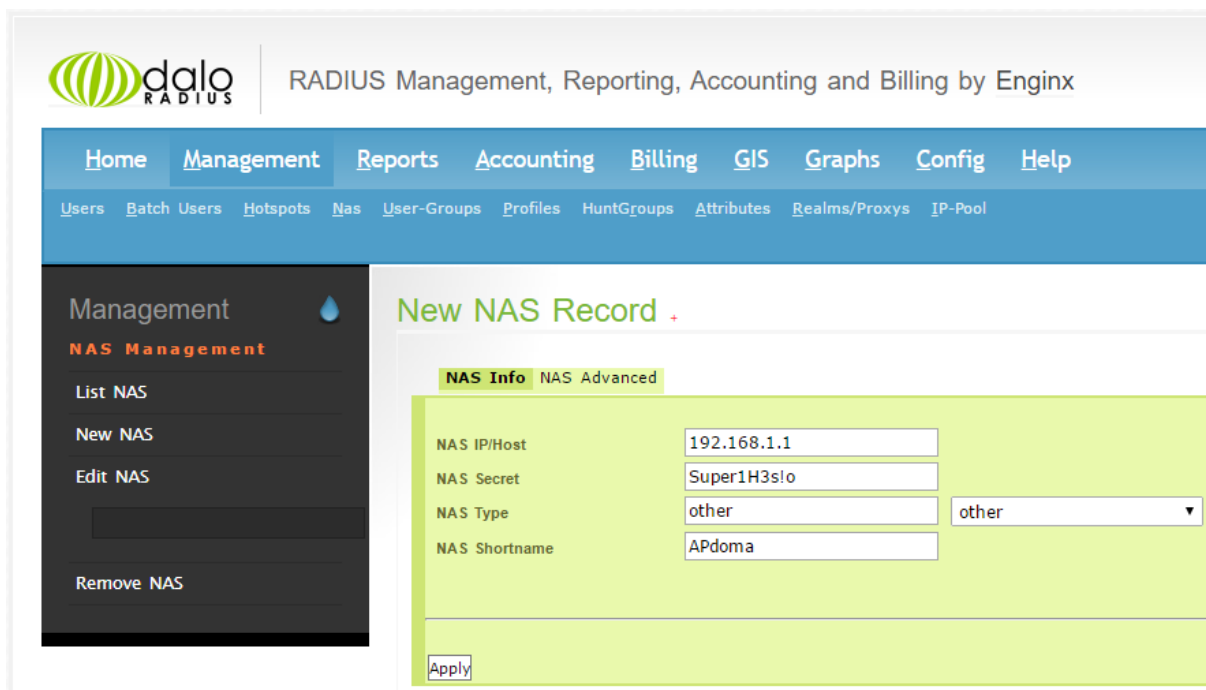 dalo
RADIUS
RADIUS Management, Reporting, Accounting and Billing by Enginx
Home Management Reports Accounting Billing GIS Graphs Config Help
Users Batch Users Hotspots Nas User-Groups Profiles HuntGroups Attributes Realms/Proxys IP-Pool
Management
NAS Management
List NAS
New NAS
Edit NAS
Remove NAS
New NAS Record +
NAS Info NAS Advanced
NAS IP/Host 192.168.1.1
NAS Secret Super1H3s!o
NAS Type other other
NAS Shortname APdoma
Apply